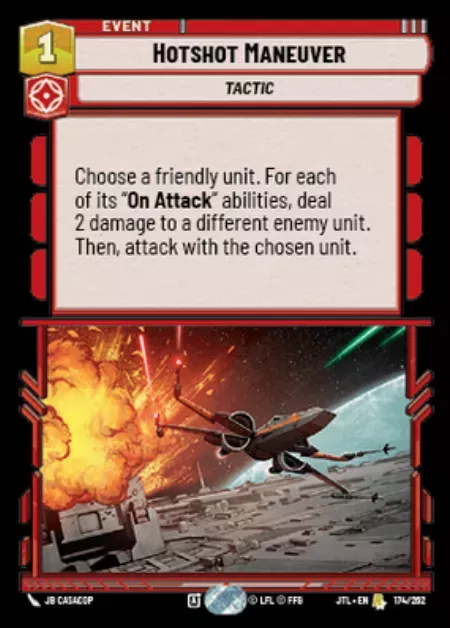 EVENT
1
HOTSHOT MANEUVER
TACTIC
Choose a friendly unit. For each
of its "On Attack" abilities, deal
2 damage to a different enemy unit.
Then, attack with the chosen unit.
JB CASACOP
© LFL © FFG
JTL • EN
174/262